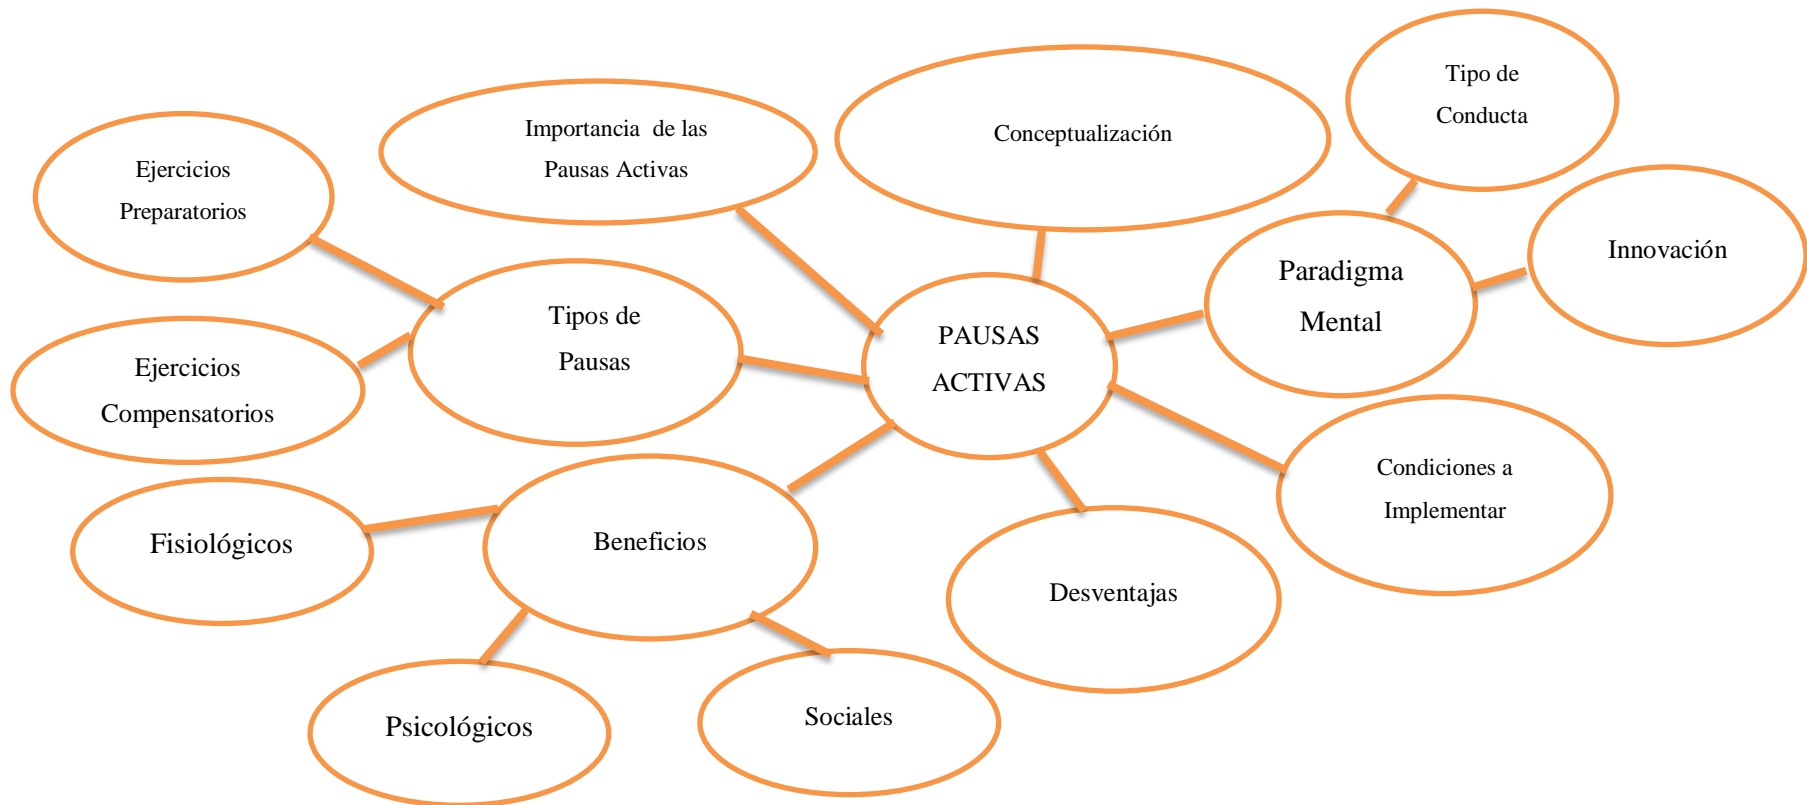 Tipo de
Conducta
Importancia de las
Pausas Activas
Conceptualización
Ejercicios
Preparatorios
Innovación
Paradigma
Mental
Tipos de
Pausas
PAUSAS
ACTIVAS
Ejercicios
Compensatorios
Condiciones a
Implementar
Fisiológicos
Beneficios
Desventajas
Psicológicos
Sociales